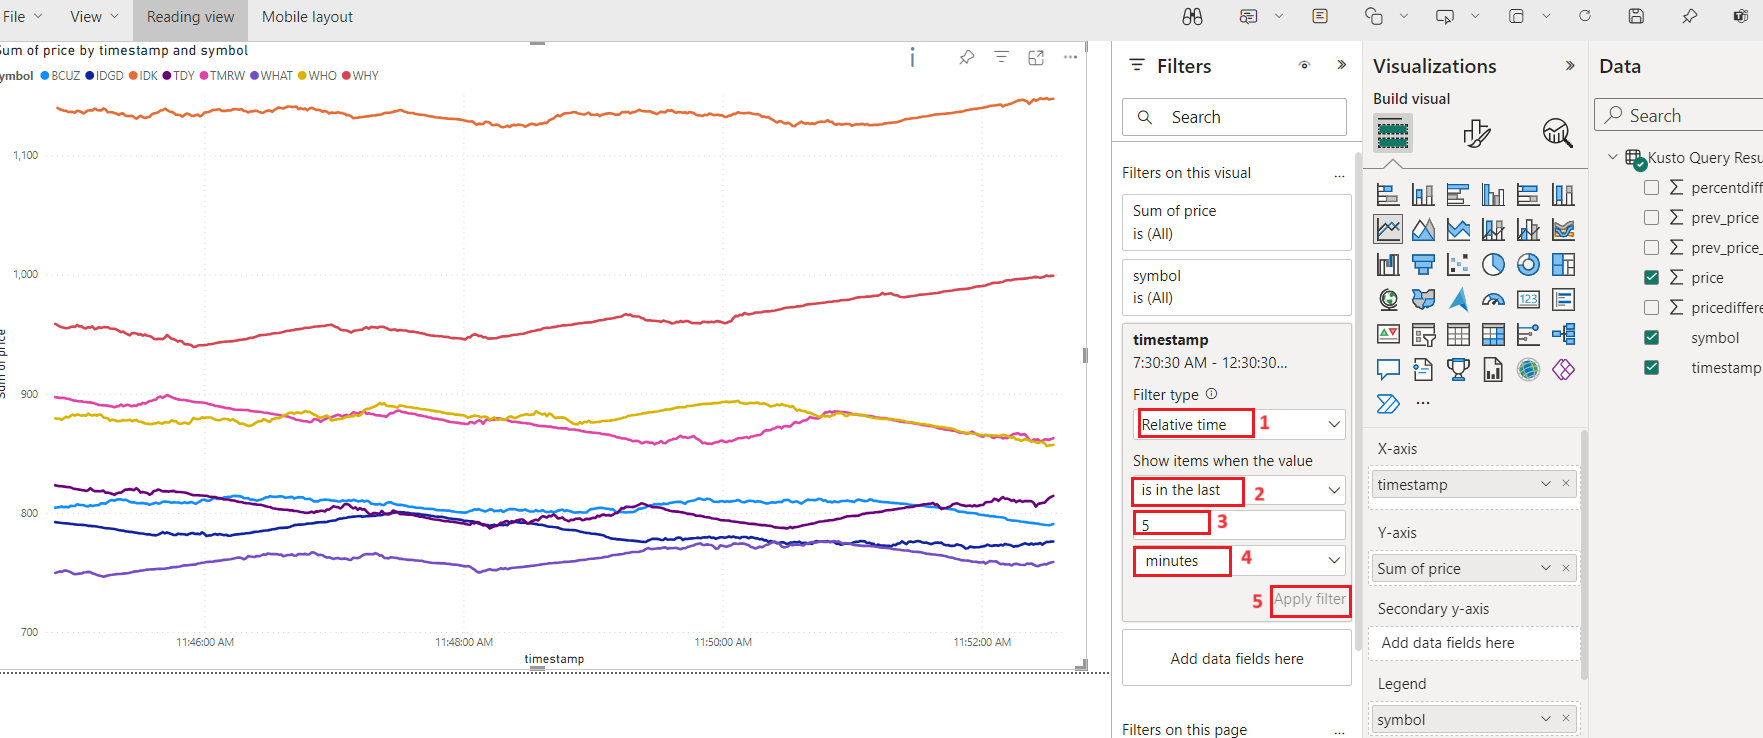 File View Reading view Mobile layout
Sum of price by timestamp and symbol
ymbol BCUZ IDGD IDK TDY TMRW WHAT WHO WHY
1,100
1,000
900
800
700
Sum of price
11:46:00 AM 11:48:00 AM 11:50:00 AM 11:52:00 AM
timestamp
Filters
Search
Filters on this visual ...
Sum of price
is (All)
symbol
is (All)
timestamp
7:30:30 AM - 12:30:30...
Filter type
Relative time 1
Show items when the value
is in the last 2
5 3
minutes 4
5 Apply filter
Add data fields here
Filters on this page ...
Visualizations
Build visual
123
...
X-axis
timestamp
Y-axis
Sum of price
Secondary y-axis
Add data fields here
Legend
symbol
Data
Search
Kusto Query Resu
percentdiff
prev_price
prev_price_
price
pricediffere
symbol
timestamp